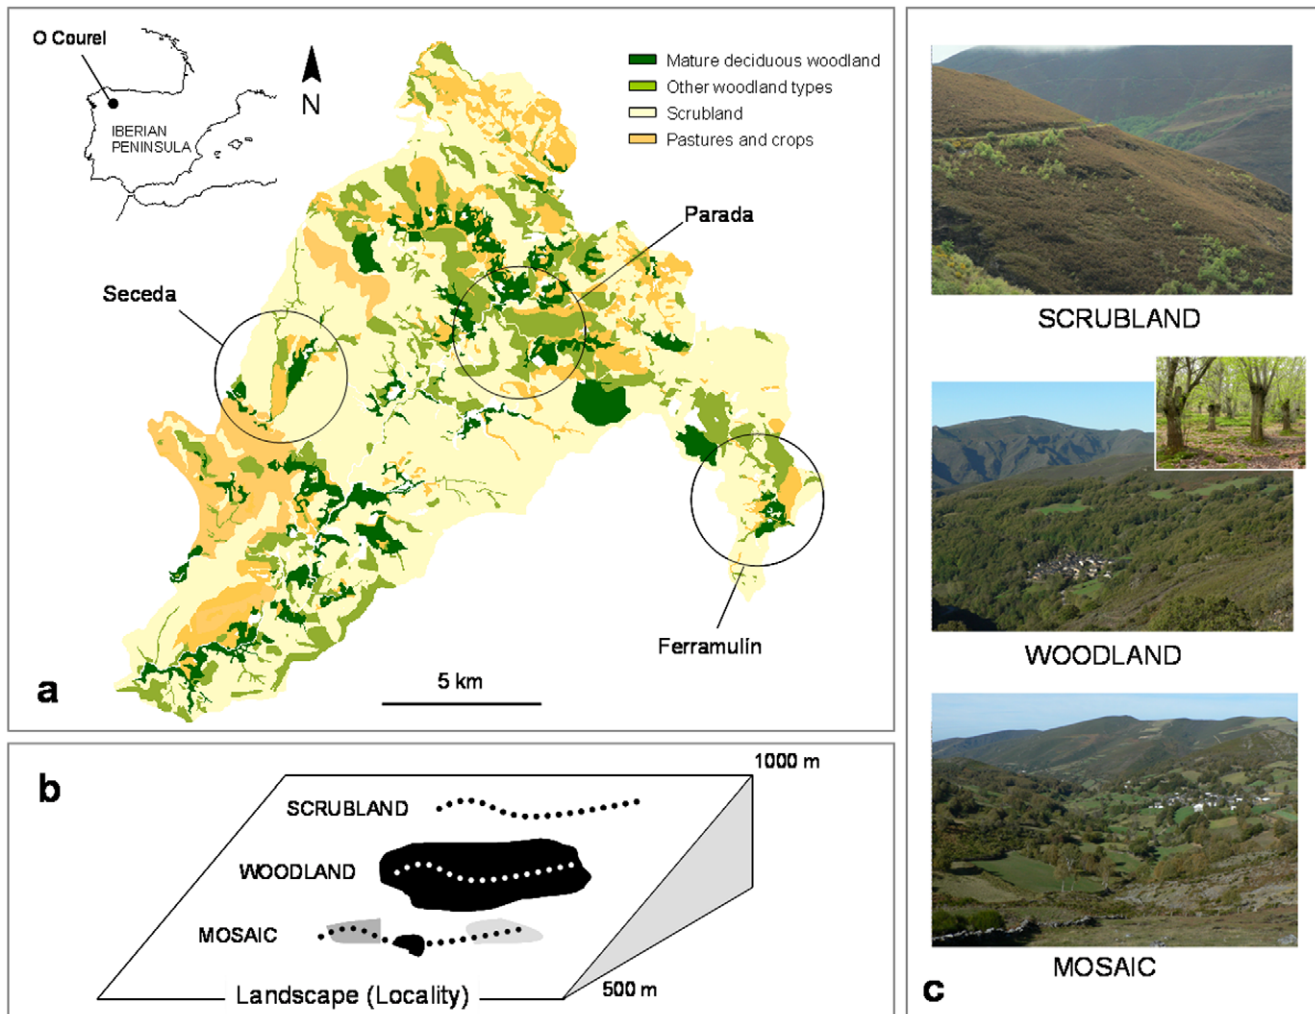 O Courel
IBERIAN
PENINSULA
N
Mature deciduous woodland
Other woodland types
Scrubland
Pastures and crops
Parada
Seceda
Ferramulín
5 km
a
b
1000 m
SCRUBLAND
WOODLAND
MOSAIC
Landscape (Locality)
500 m
SCRUBLAND
WOODLAND
MOSAIC
c